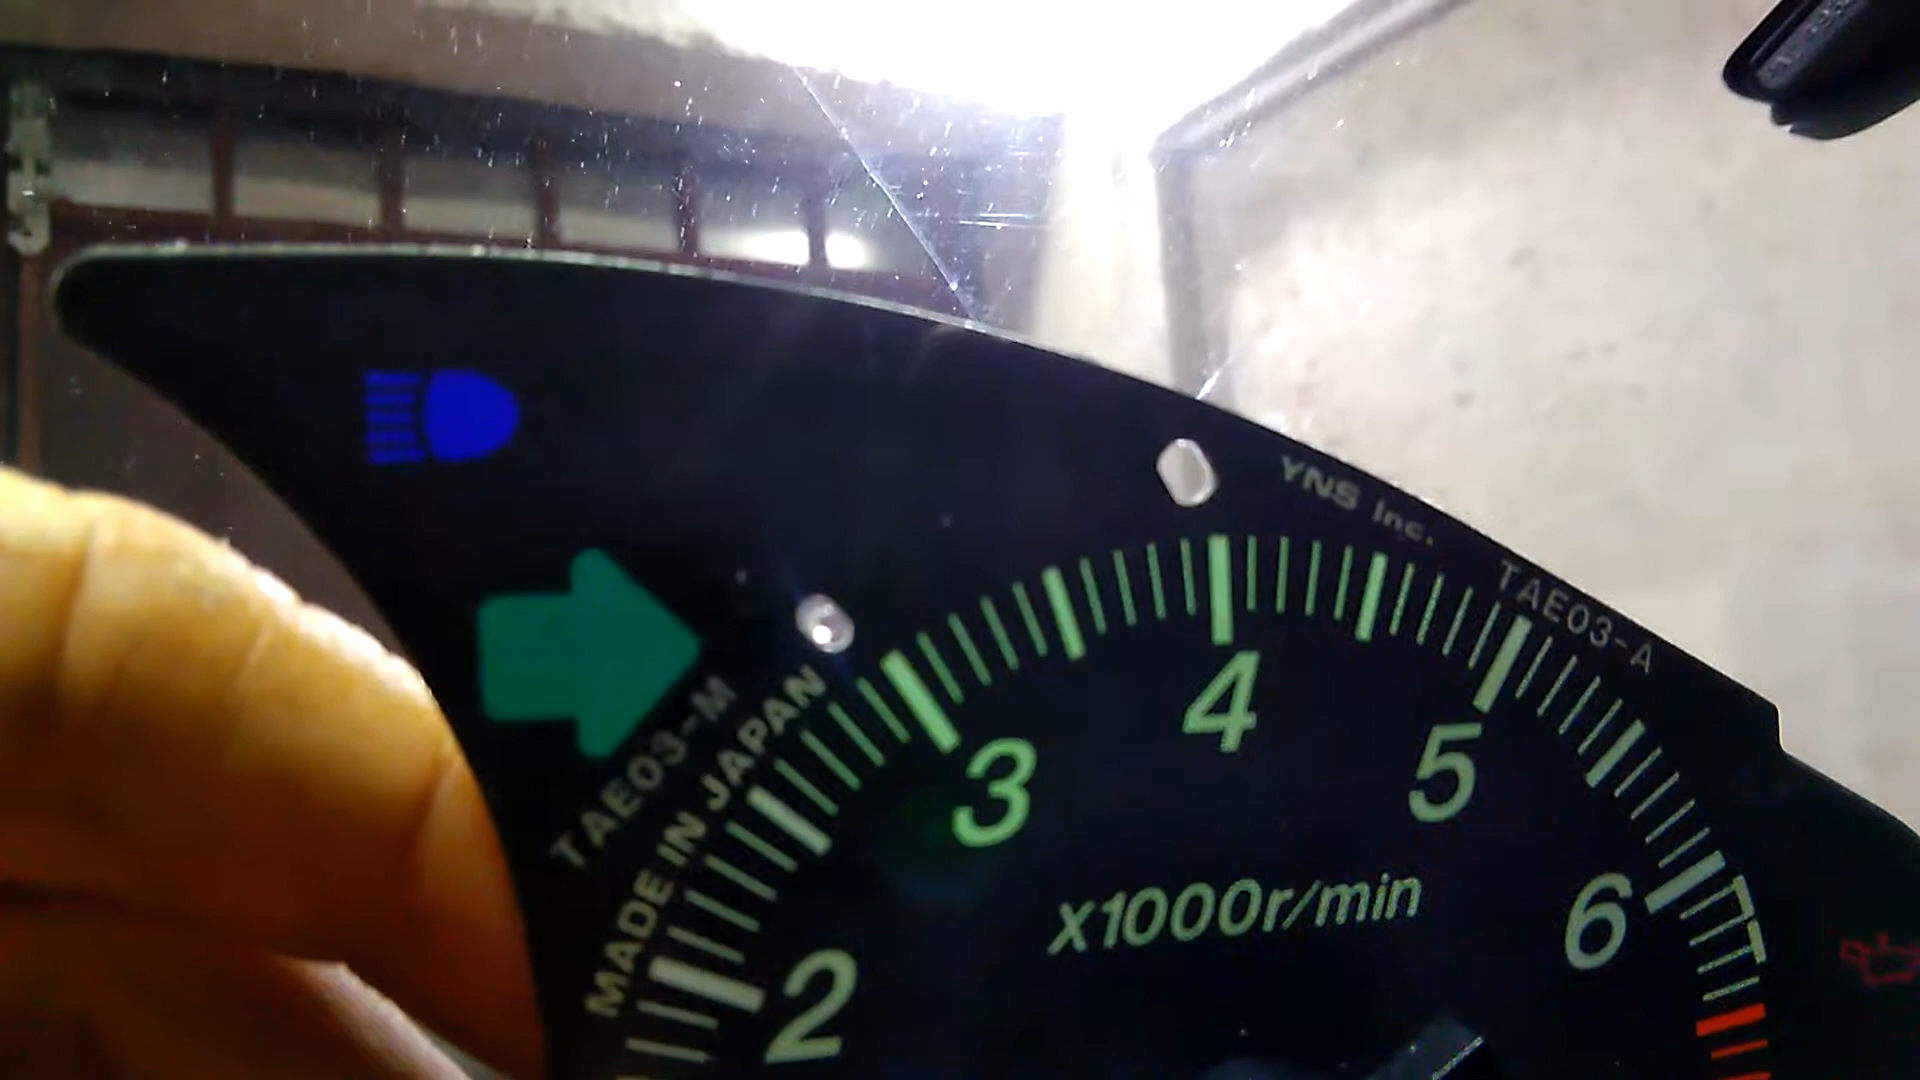 YNS Inc.
TAE03-A
TAE03-M
MADE IN JAPAN
2
3
4
5
6
x1000r/min